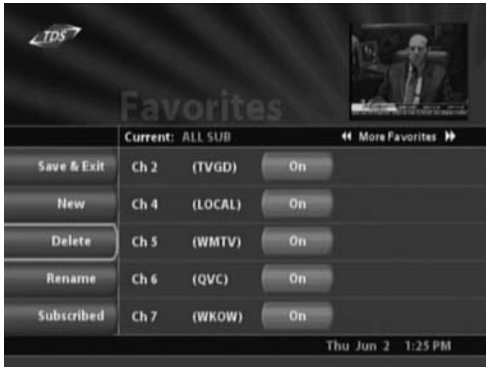 TDS
Favorites
Current: ALL SUB More Favorites
Save & Exit Ch 2 (TVGD) On
New Ch 4 (LOCAL) On
Delete Ch 5 (WMTV) On
Rename Ch 6 (QVC) On
Subscribed Ch 7 (WKOW) On
Thu Jun 2 1:25 PM